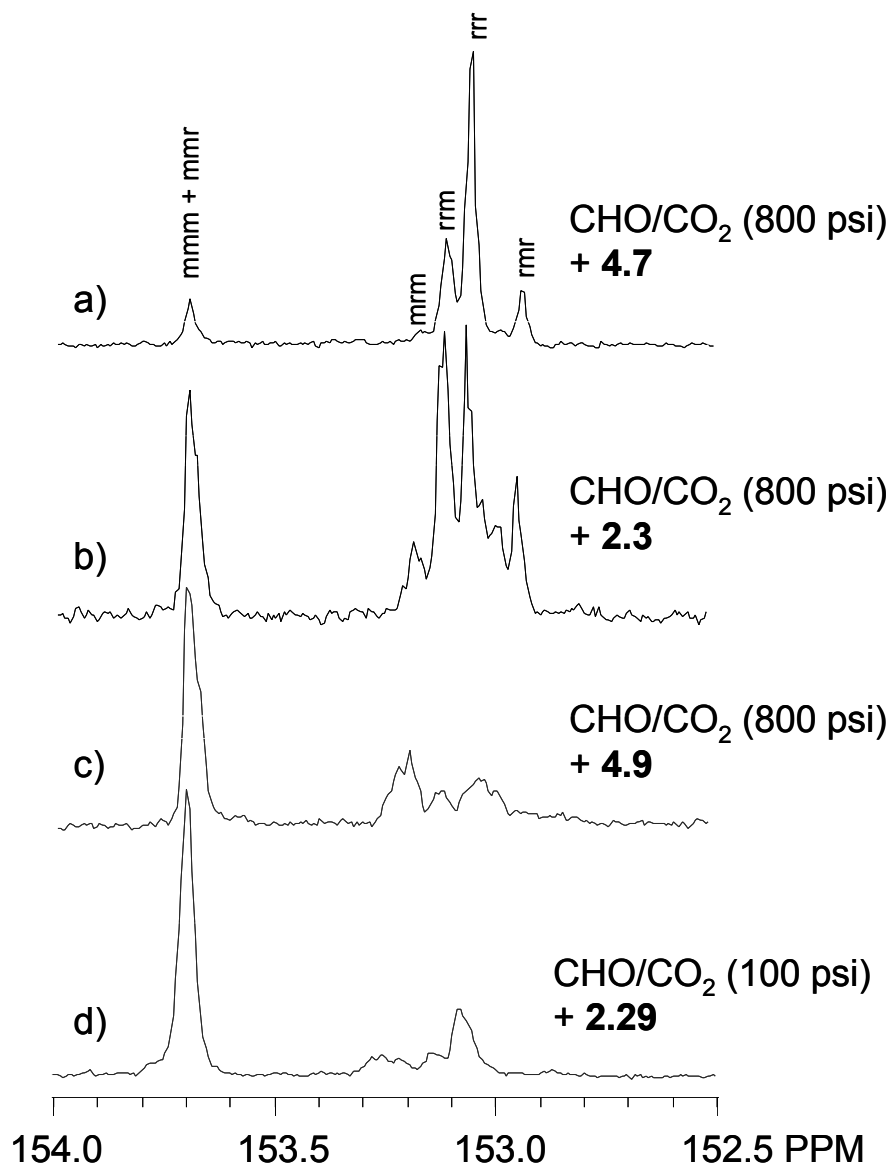 rrr
mmm + mmr
rrm
mrm
rmr
CHO/CO₂ (800 psi)
+ 4.7
a)
CHO/CO₂ (800 psi)
+ 2.3
b)
CHO/CO₂ (800 psi)
+ 4.9
c)
CHO/CO₂ (100 psi)
+ 2.29
d)
154.0 153.5 153.0 152.5 PPM